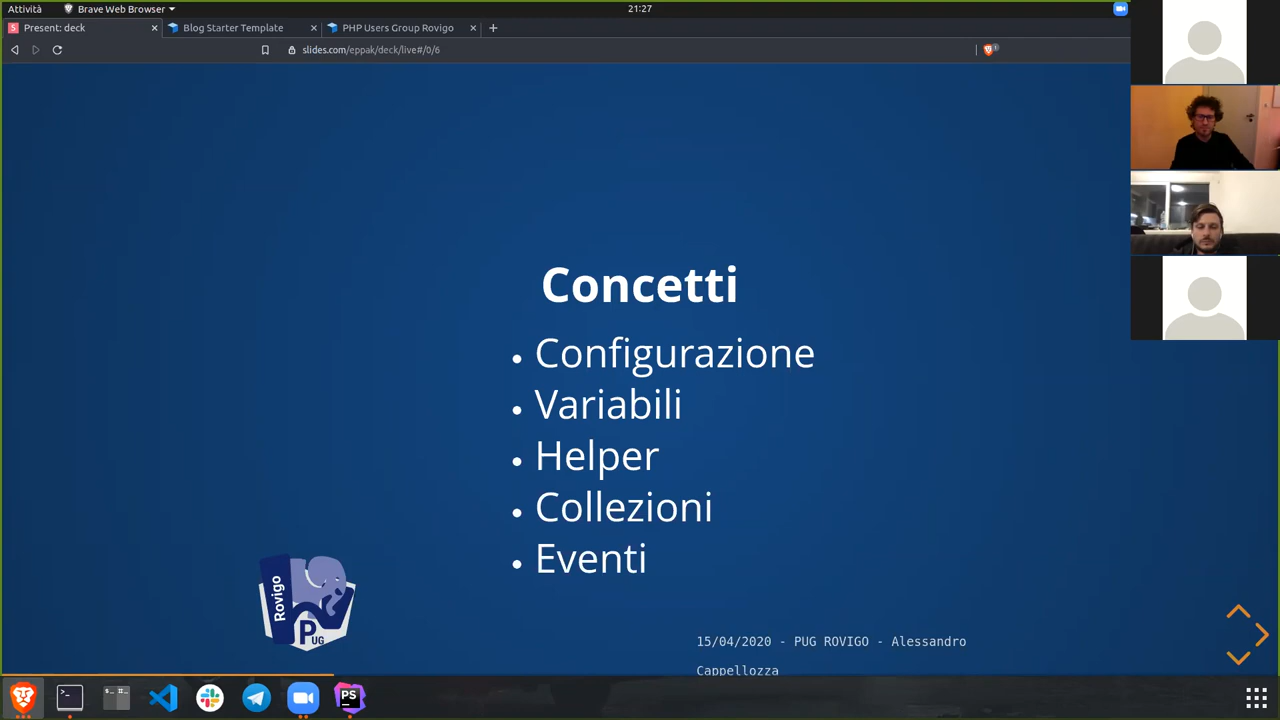 Attività
Brave Web Browser
21:27
Present: deck
Blog Starter Template
PHP Users Group Rovigo
slides.com/eppak/deck/live#/0/6
1
Concetti
Configurazione
Variabili
Helper
Collezioni
Eventi
Rovigo
PUG
15/04/2020 - PUG ROVIGO - Alessandro
Cappellozza
PS